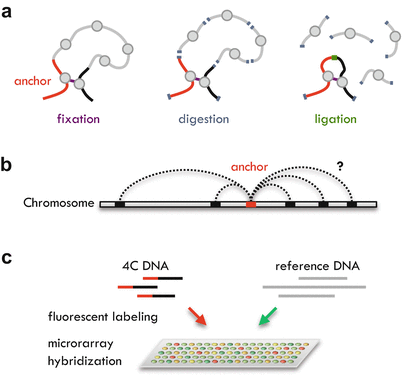 a
anchor
fixation digestion ligation
b
anchor ?
Chromosome
c
4C DNA reference DNA
fluorescent labeling
microrarray
hybridization